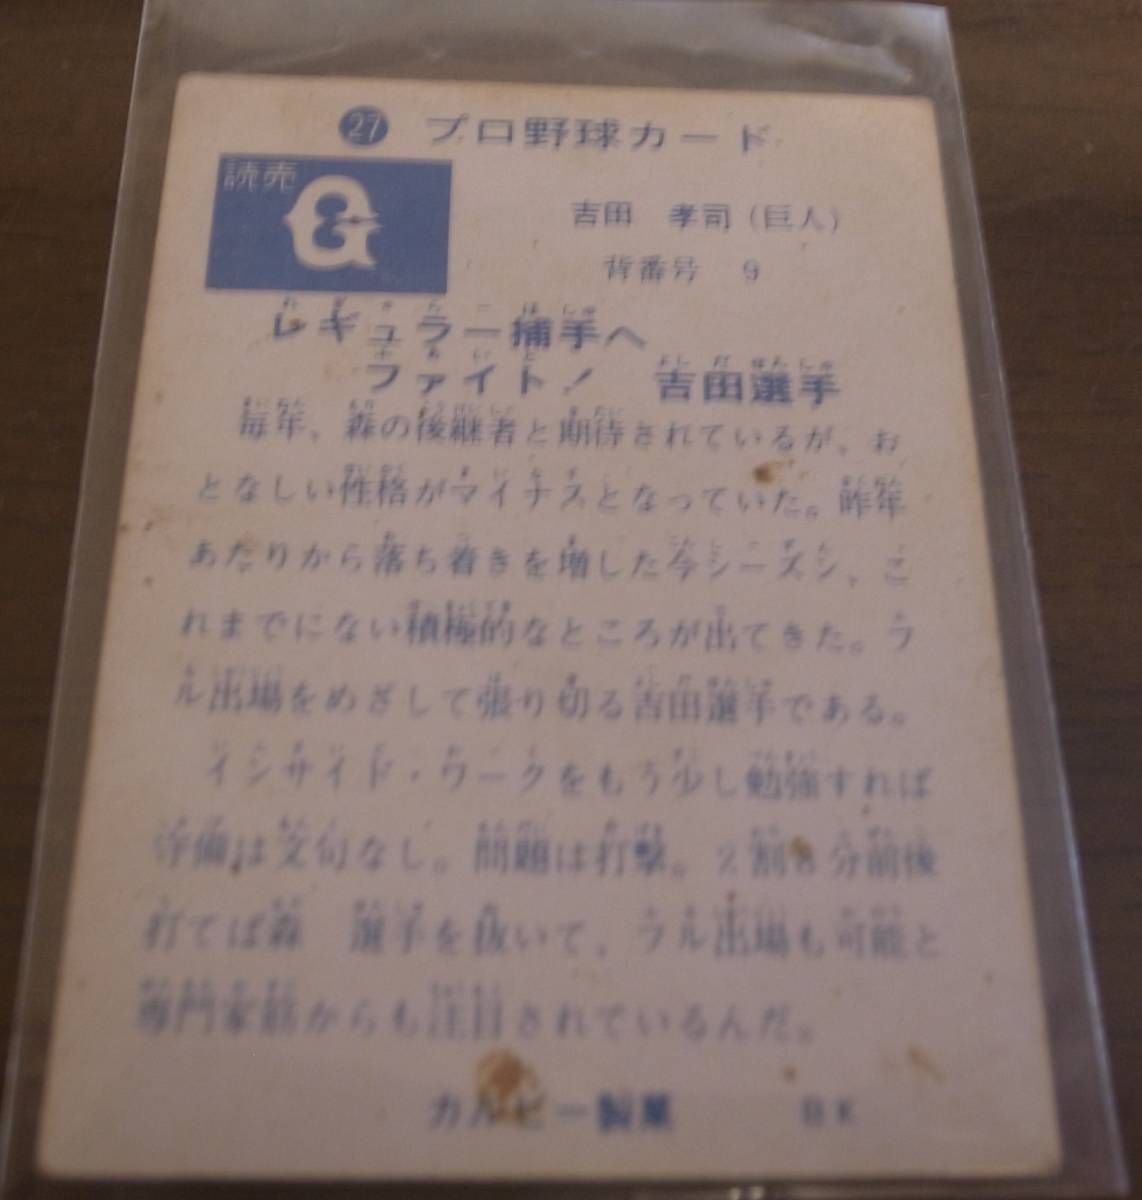 27 プロ野球カード
読売
G
吉田 孝司(巨人)
背番号 9
レギュラー捕手へ
ファイト! 吉田選手
毎年、森の後継者と期待されているが、お
となしい性格がマイナスとなっていた。昨年
あたりから落ち着きを増した今シーズン、こ
れまでにない積極的なところが出てきた。フ
ル出場をめざして張り切る吉田選手である。
インサイド・ワークをもう少し勉強すれば
守備は文句なし。問題は打撃。2割8分前後
打てば森 選手を抜いて、フル出場も可能と
専門家筋からも注目されているんだ。
カルビー製菓 BK